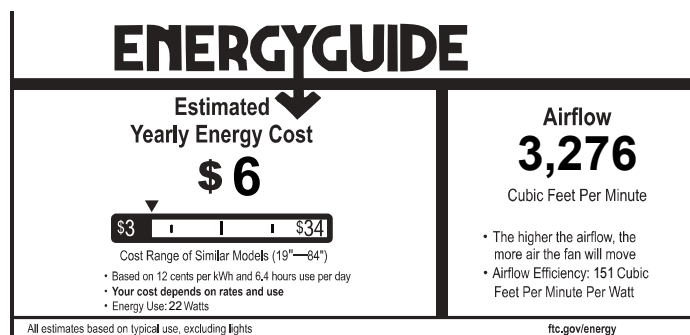 ENERGYGUIDE
Estimated
Yearly Energy Cost
$ 6
$3 $34
Cost Range of Similar Models (19"—84")
• Based on 12 cents per kWh and 6.4 hours use per day
• Your cost depends on rates and use
• Energy Use: 22 Watts
Airflow
3,276
Cubic Feet Per Minute
• The higher the airflow, the
more air the fan will move
• Airflow Efficiency: 151 Cubic
Feet Per Minute Per Watt
All estimates based on typical use, excluding lights
ftc.gov/energy